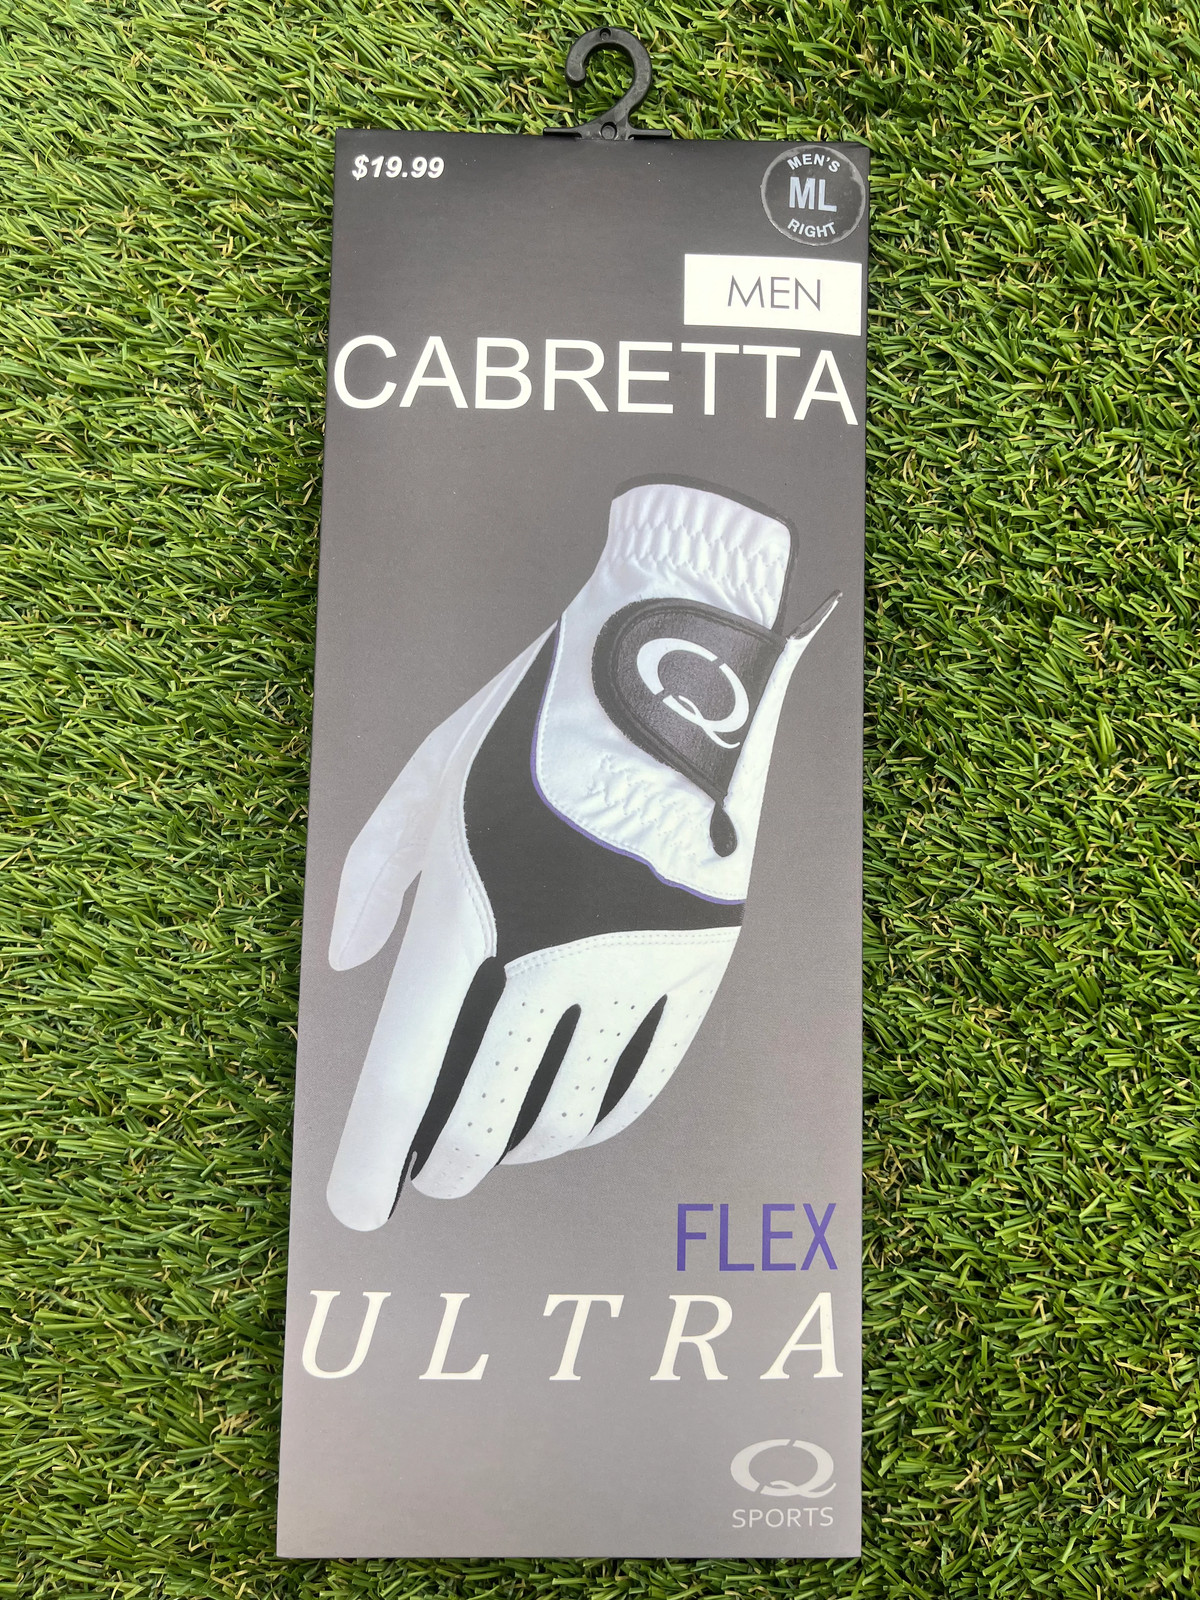 $19.99
MEN'S
ML
RIGHT
MEN
CABRETTA
Q
FLEX
ULTRA
Q
SPORTS